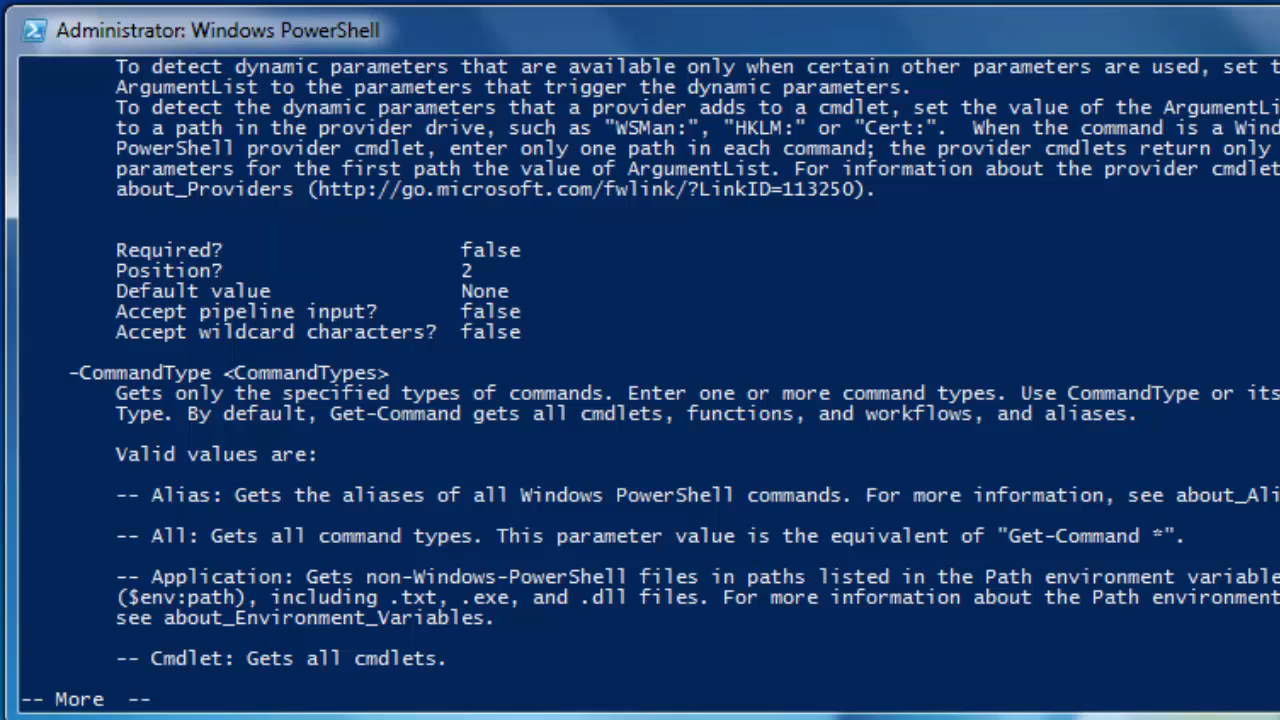 Administrator: Windows PowerShell
To detect dynamic parameters that are available only when certain other parameters are used, set t
ArgumentList to the parameters that trigger the dynamic parameters.
To detect the dynamic parameters that a provider adds to a cmdlet, set the value of the ArgumentLi
to a path in the provider drive, such as "WSMan:", "HKLM:" or "Cert:".  When the command is a Wind
PowerShell provider cmdlet, enter only one path in each command; the provider cmdlets return only
parameters for the first path the value of ArgumentList. For information about the provider cmdlet
about_Providers (http://go.microsoft.com/fwlink/?LinkID=113250).
Required?                    false
Position?                    2
Default value                None
Accept pipeline input?       false
Accept wildcard characters?  false
-CommandType <CommandTypes>
Gets only the specified types of commands. Enter one or more command types. Use CommandType or its
Type. By default, Get-Command gets all cmdlets, functions, and workflows, and aliases.
Valid values are:
-- Alias: Gets the aliases of all Windows PowerShell commands. For more information, see about_Ali
-- All: Gets all command types. This parameter value is the equivalent of "Get-Command *".
-- Application: Gets non-Windows-PowerShell files in paths listed in the Path environment variable
($env:path), including .txt, .exe, and .dll files. For more information about the Path environment
see about_Environment_Variables.
-- Cmdlet: Gets all cmdlets.
-- More  --